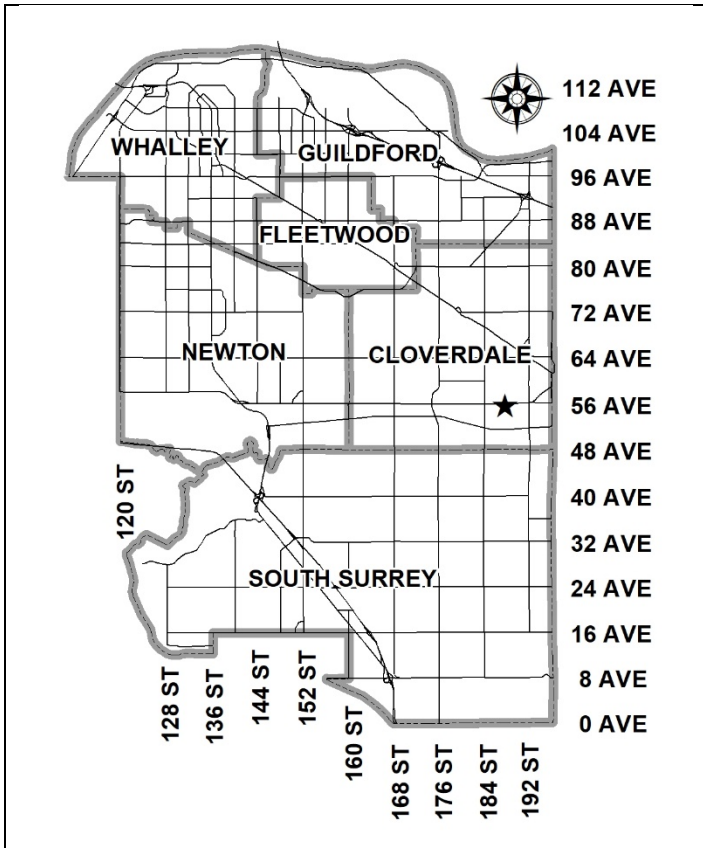 112 AVE
104 AVE
WHALLEY
GUILDFORD
96 AVE
88 AVE
FLEETWOOD
80 AVE
72 AVE
NEWTON
CLOVERDALE
64 AVE
56 AVE
48 AVE
120 ST
40 AVE
32 AVE
SOUTH SURREY
24 AVE
16 AVE
8 AVE
0 AVE
128 ST
136 ST
144 ST
152 ST
160 ST
168 ST
176 ST
184 ST
192 ST